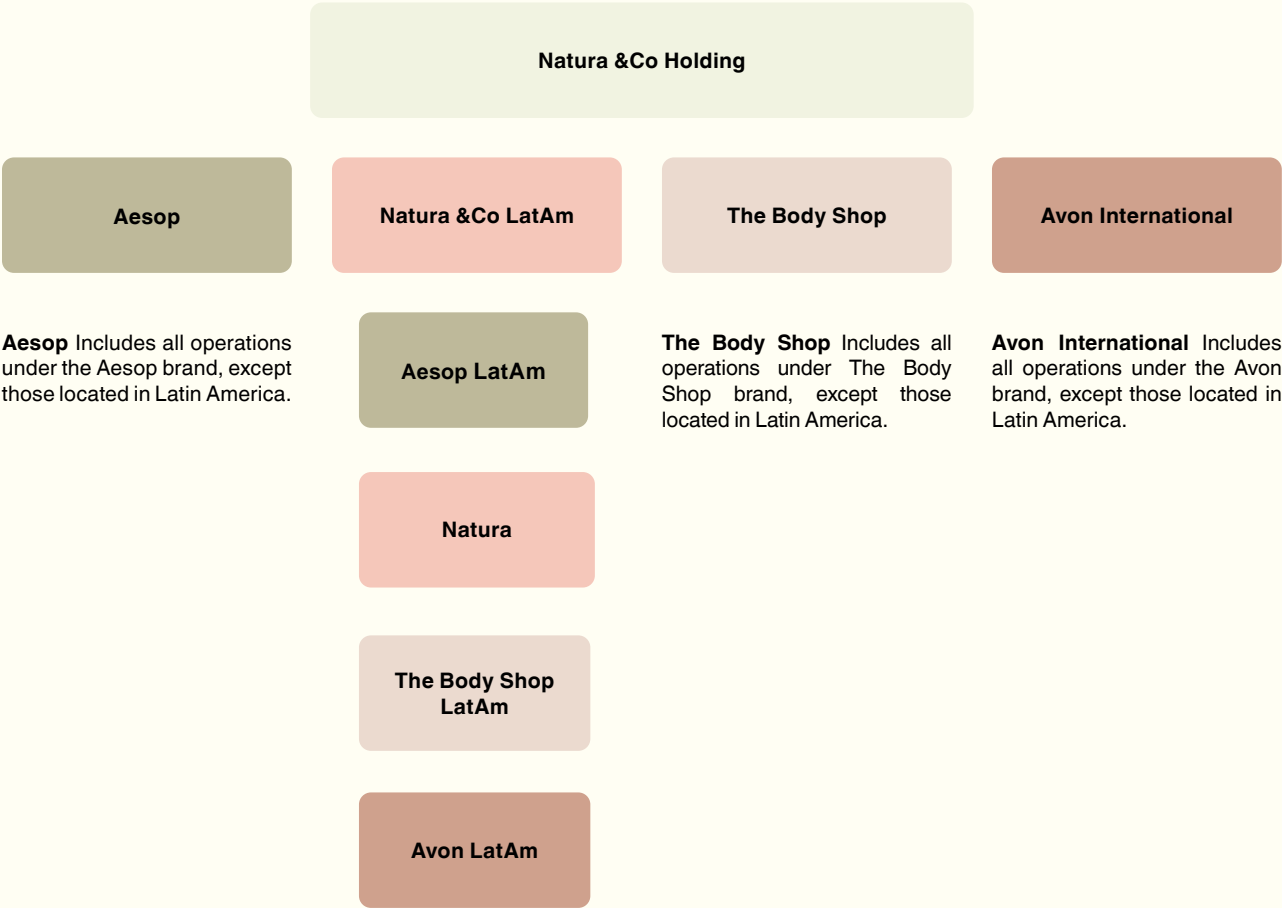 Natura &Co Holding
Aesop
Natura &Co LatAm
The Body Shop
Avon International
Aesop Includes all operations
under the Aesop brand, except
those located in Latin America.
Aesop LatAm
Natura
The Body Shop
LatAm
Avon LatAm
The Body Shop Includes all
operations under The Body
Shop brand, except those
located in Latin America.
Avon International Includes
all operations under the Avon
brand, except those located in
Latin America.